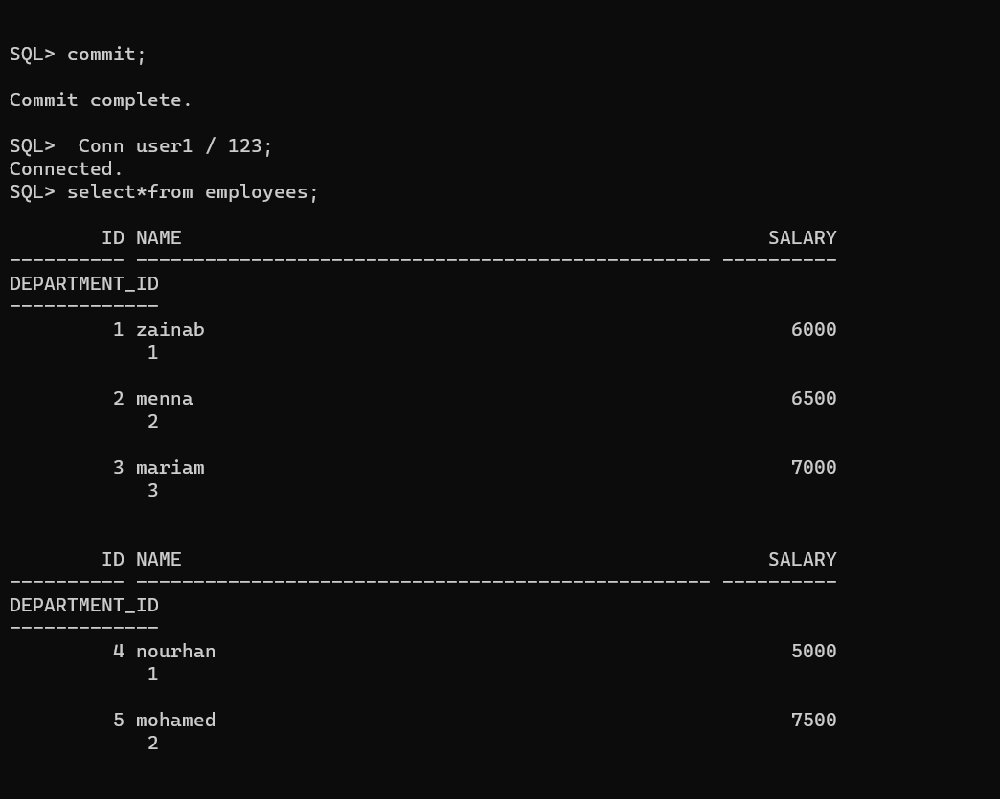 SQL> commit;
Commit complete.
SQL>  Conn user1 / 123;
Connected.
SQL> select*from employees;
        ID NAME                                                   SALARY
---------- -------------------------------------------------- ----------
DEPARTMENT_ID
-------------
         1 zainab                                                   6000
            1
         2 menna                                                    6500
            2
         3 mariam                                                   7000
            3
        ID NAME                                                   SALARY
---------- -------------------------------------------------- ----------
DEPARTMENT_ID
-------------
         4 nourhan                                                  5000
            1
         5 mohamed                                                  7500
            2